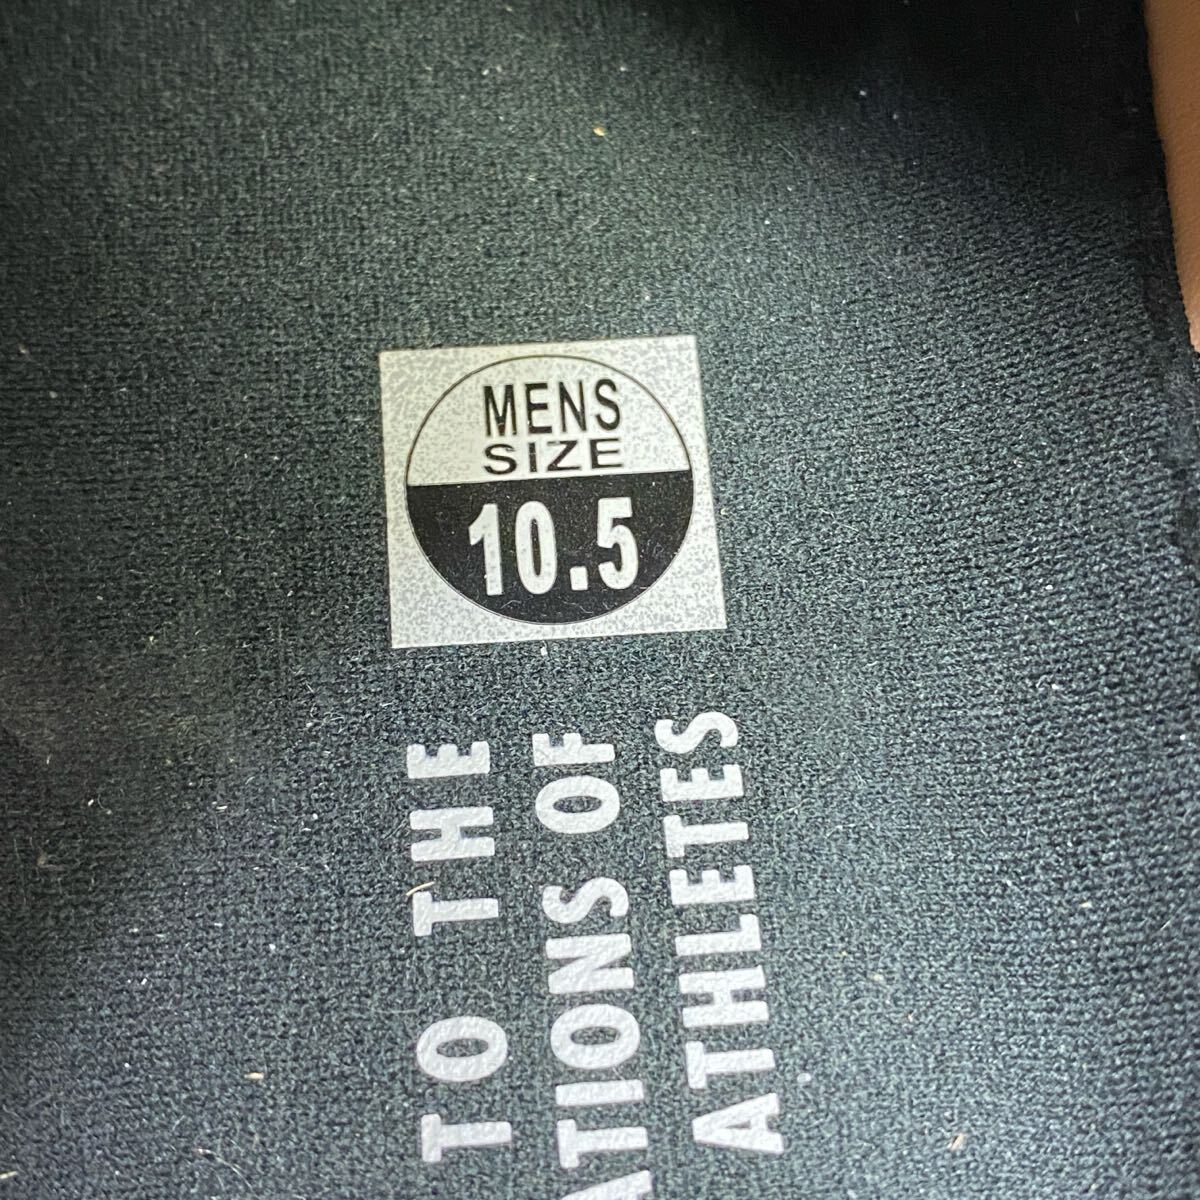 MENS
SIZE
10.5
TO THE
ATIONS OF
ATHLETES